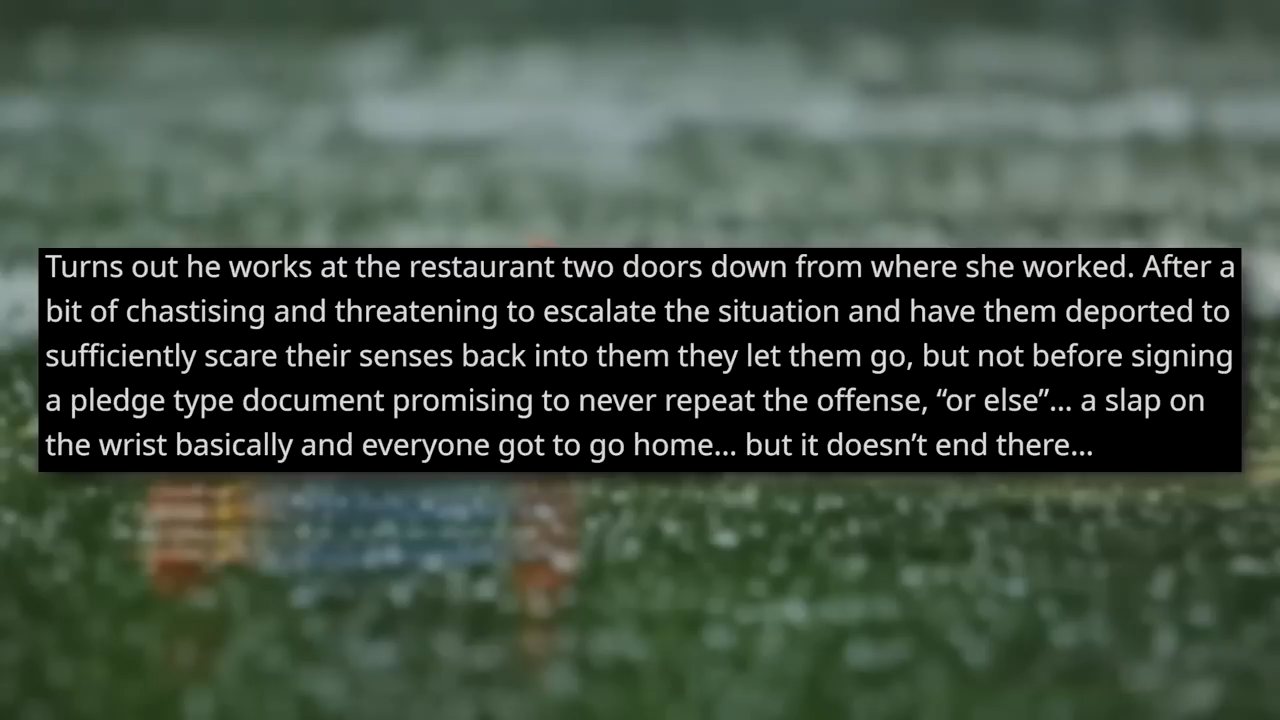 Turns out he works at the restaurant two doors down from where she worked. After a
bit of chastising and threatening to escalate the situation and have them deported to
sufficiently scare their senses back into them they let them go, but not before signing
a pledge type document promising to never repeat the offense, “or else”... a slap on
the wrist basically and everyone got to go home... but it doesn’t end there...